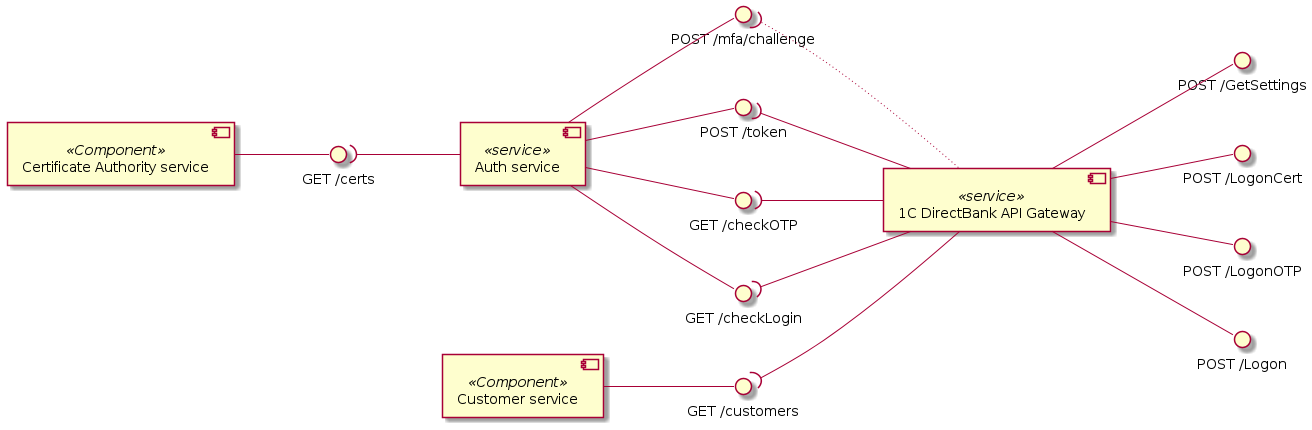 POST /mfa/challenge
POST /GetSettings
«Component»
Certificate Authority service
GET /certs
«service»
Auth service
POST /token
POST /LogonCert
«service»
1C DirectBank API Gateway
GET /checkOTP
POST /LogonOTP
GET /checkLogin
POST /Logon
«Component»
Customer service
GET /customers